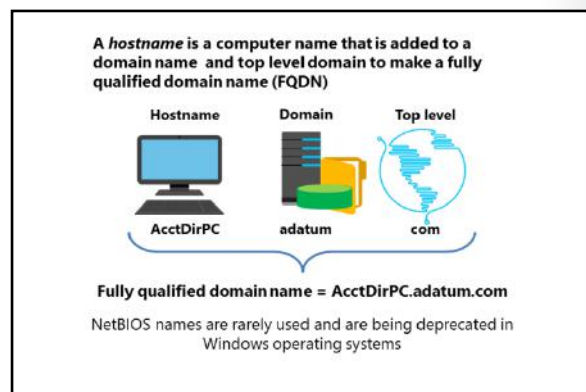 A hostname is a computer name that is added to a
domain name and top level domain to make a fully
qualified domain name (FQDN)
Hostname Domain Top level
AcctDirPC adatum com
Fully qualified domain name = AcctDirPC.adatum.com
NetBIOS names are rarely used and are being deprecated in
Windows operating systems